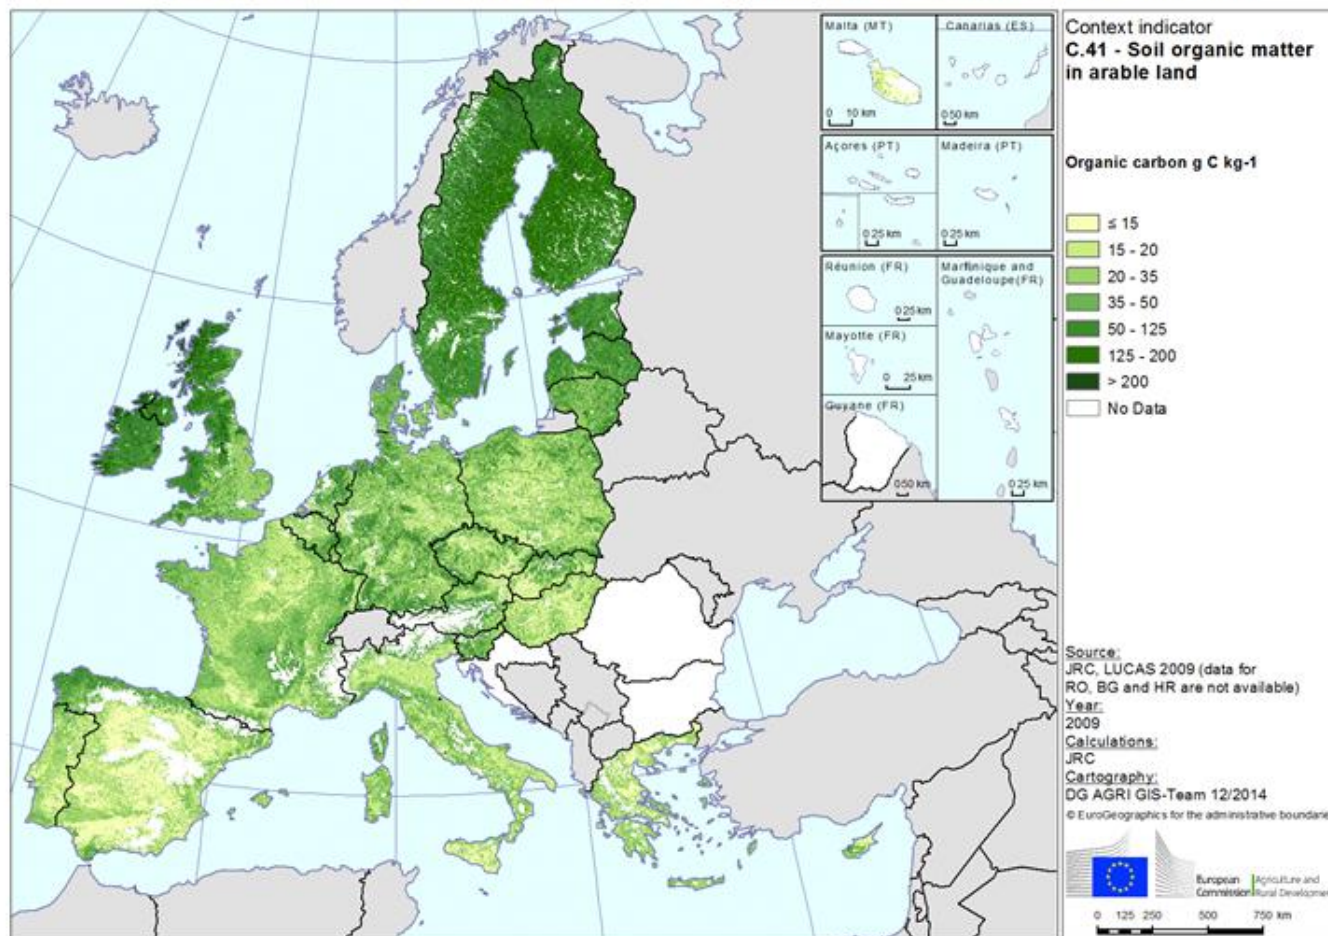 Malta (MT)
0 10 km
Canarias (ES)
0 50 km
Açores (PT)
0 25 km
Madeira (PT)
0 25 km
Réunion (FR)
0 25 km
Martinique and
Guadeloupe(FR)
0 25 km
Mayotte (FR)
0 25 km
Guyane (FR)
0 50 km
Context indicator
C.41 - Soil organic matter
in arable land
Organic carbon g C kg-1
≤ 15
15 - 20
20 - 35
35 - 50
50 - 125
125 - 200
> 200
No Data
Source:
JRC, LUCAS 2009 (data for
RO, BG and HR are not available)
Year:
2009
Calculations:
JRC
Cartography:
DG AGRI GIS-Team 12/2014
© EuroGeographics for the administrative boundarie
European
Commission
Agriculture and
Rural Developmen
0 125 250 500 750 km